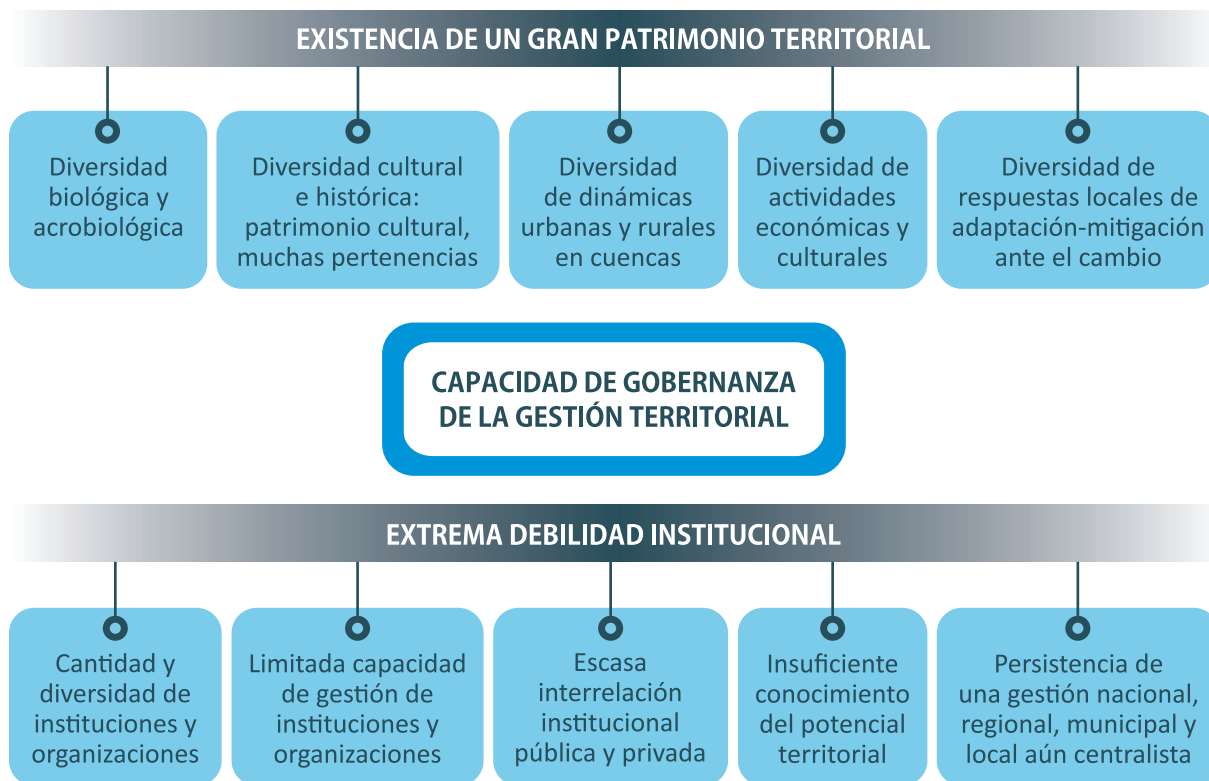 EXISTENCIA DE UN GRAN PATRIMONIO TERRITORIAL
Diversidad
biológica y
acrobiológica
Diversidad cultural
e histórica:
patrimonio cultural,
muchas pertenencias
Diversidad
de dinámicas
urbanas y rurales
en cuencas
Diversidad de
actividades
económicas y
culturales
Diversidad de
respuestas locales de
adaptación-mitigación
ante el cambio
CAPACIDAD DE GOBERNANZA
DE LA GESTIÓN TERRITORIAL
EXTREMA DEBILIDAD INSTITUCIONAL
Cantidad y
diversidad de
instituciones y
organizaciones
Limitada capacidad
de gestión de
instituciones y
organizaciones
Escasa
interrelación
institucional
pública y privada
Insuficiente
conocimiento
del potencial
territorial
Persistencia de
una gestión nacional,
regional, municipal y
local aún centralista